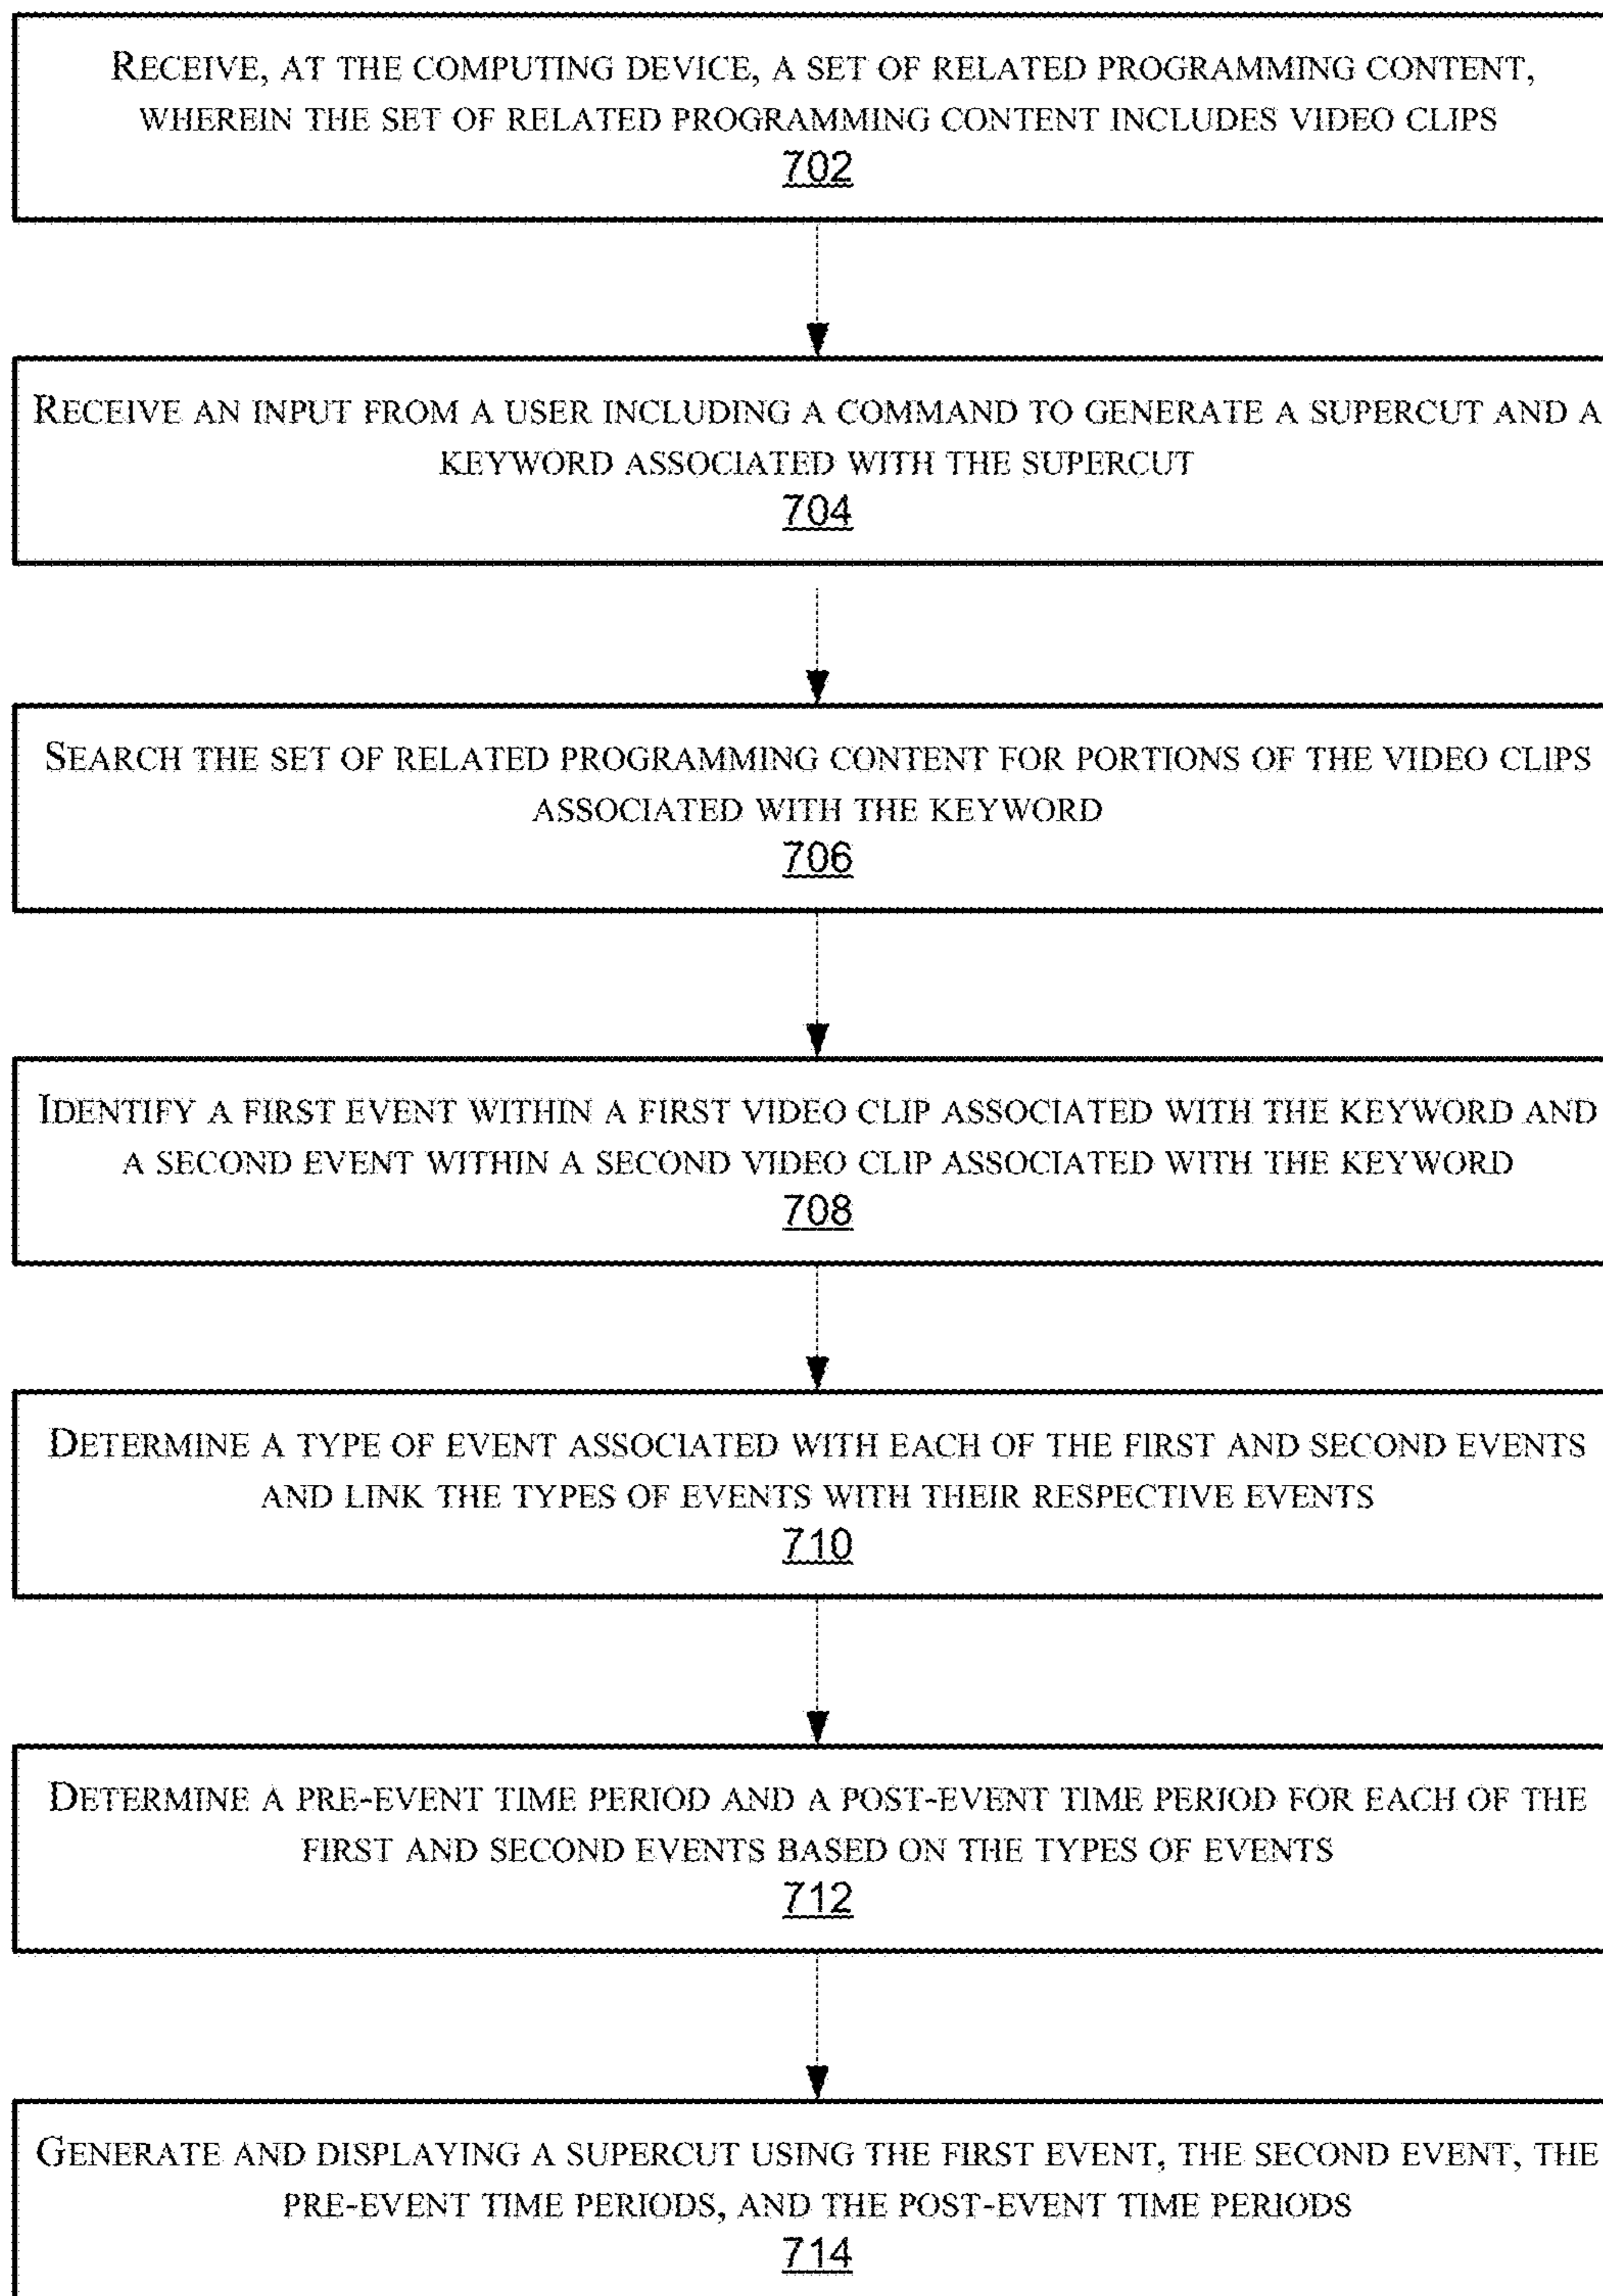 RECEIVE, AT THE COMPUTING DEVICE, A SET OF RELATED PROGRAMMING CONTENT,
WHEREIN THE SET OF RELATED PROGRAMMING CONTENT INCLUDES VIDEO CLIPS
702
RECEIVE AN INPUT FROM A USER INCLUDING A COMMAND TO GENERATE A SUPERCUT AND A
KEYWORD ASSOCIATED WITH THE SUPERCUT
704
SEARCH THE SET OF RELATED PROGRAMMING CONTENT FOR PORTIONS OF THE VIDEO CLIPS
ASSOCIATED WITH THE KEYWORD
706
IDENTIFY A FIRST EVENT WITHIN A FIRST VIDEO CLIP ASSOCIATED WITH THE KEYWORD AND
A SECOND EVENT WITHIN A SECOND VIDEO CLIP ASSOCIATED WITH THE KEYWORD
708
DETERMINE A TYPE OF EVENT ASSOCIATED WITH EACH OF THE FIRST AND SECOND EVENTS
AND LINK THE TYPES OF EVENTS WITH THEIR RESPECTIVE EVENTS
710
DETERMINE A PRE-EVENT TIME PERIOD AND A POST-EVENT TIME PERIOD FOR EACH OF THE
FIRST AND SECOND EVENTS BASED ON THE TYPES OF EVENTS
712
GENERATE AND DISPLAYING A SUPERCUT USING THE FIRST EVENT, THE SECOND EVENT, THE
PRE-EVENT TIME PERIODS, AND THE POST-EVENT TIME PERIODS
714